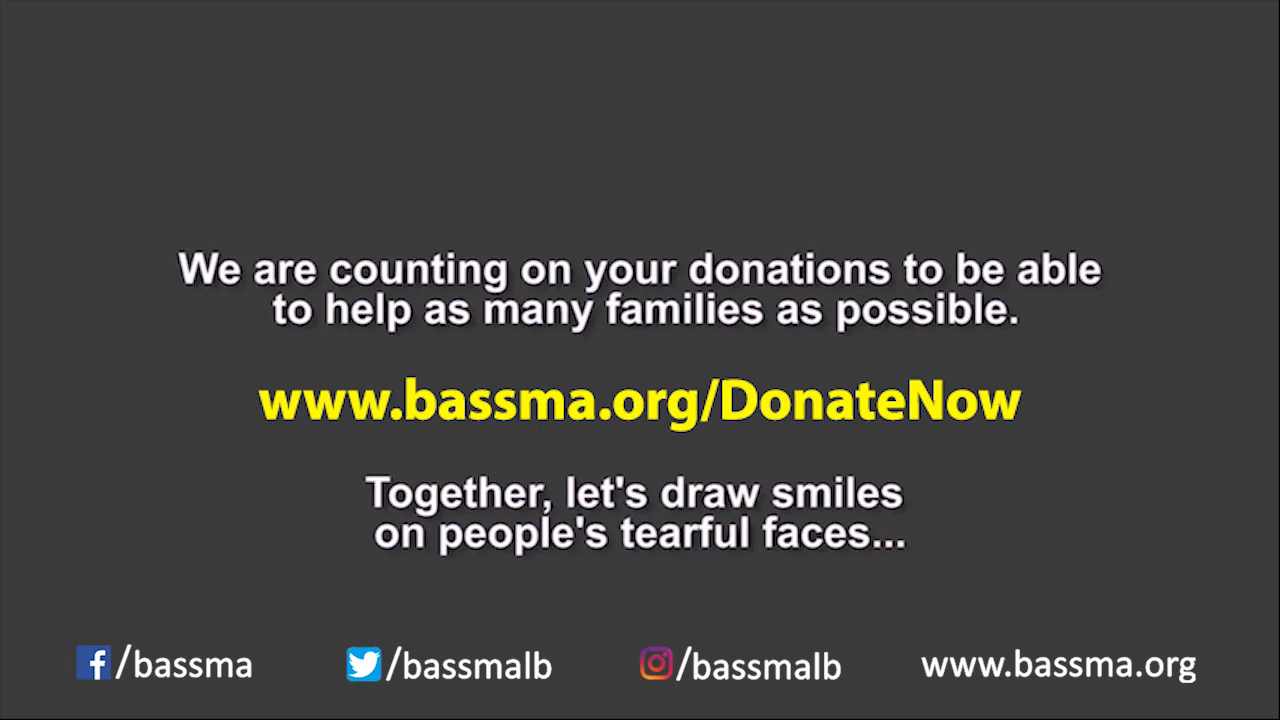 We are counting on your donations to be able
to help as many families as possible.
www.bassma.org/DonateNow
Together, let's draw smiles
on people's tearful faces...
/bassma /bassmalb /bassmalb www.bassma.org